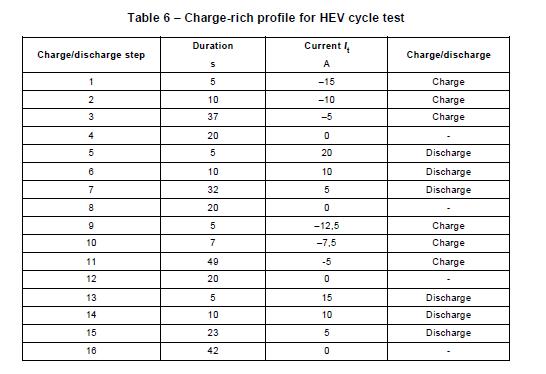 Table 6 – Charge-rich profile for HEV cycle test
Charge/discharge step Duration s Current It A Charge/discharge
1 5 –15 Charge
2 10 –10 Charge
3 37 –5 Charge
4 20 0 -
5 5 20 Discharge
6 10 10 Discharge
7 32 5 Discharge
8 20 0 -
9 5 –12,5 Charge
10 7 –7,5 Charge
11 49 -5 Charge
12 20 0 -
13 5 15 Discharge
14 10 10 Discharge
15 23 5 Discharge
16 42 0 -